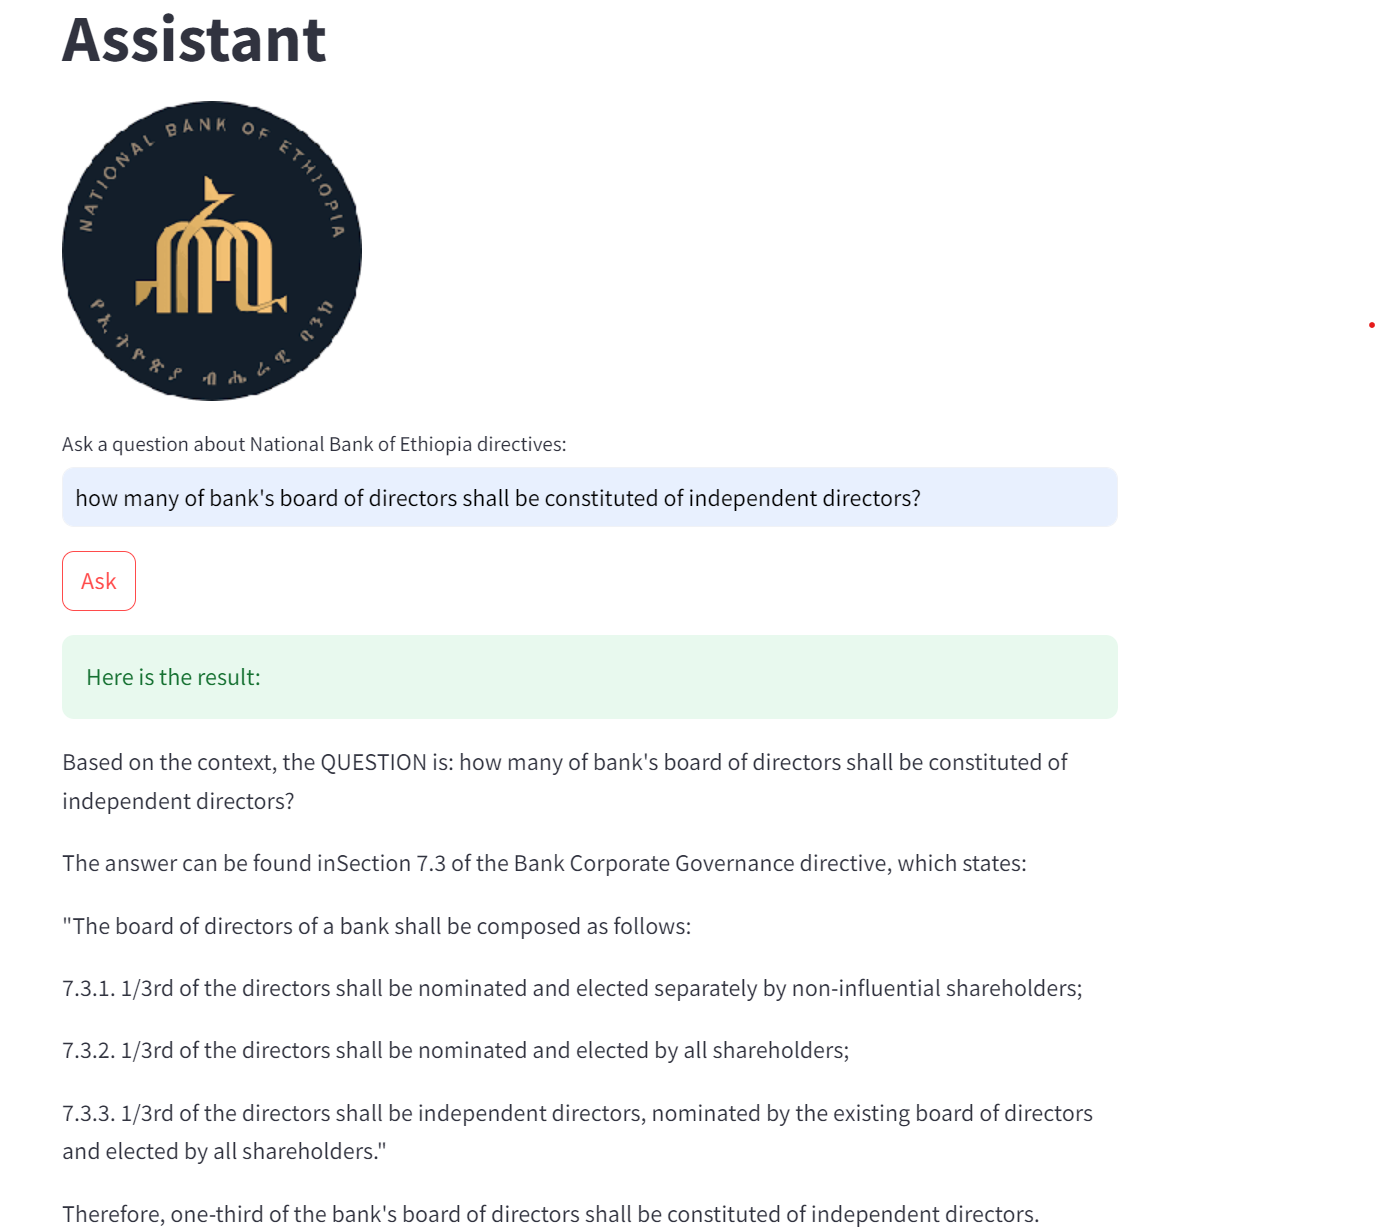 Assistant
NATIONAL BANK OF ETHIOPIA
የኢትዮጵያ ብሔራዊ ባንክ
Ask a question about National Bank of Ethiopia directives:
how many of bank's board of directors shall be constituted of independent directors?
Ask
Here is the result:
Based on the context, the QUESTION is: how many of bank's board of directors shall be constituted of
independent directors?
The answer can be found inSection 7.3 of the Bank Corporate Governance directive, which states:
"The board of directors of a bank shall be composed as follows:
7.3.1. 1/3rd of the directors shall be nominated and elected separately by non-influential shareholders;
7.3.2. 1/3rd of the directors shall be nominated and elected by all shareholders;
7.3.3. 1/3rd of the directors shall be independent directors, nominated by the existing board of directors
and elected by all shareholders."
Therefore, one-third of the bank's board of directors shall be constituted of independent directors.